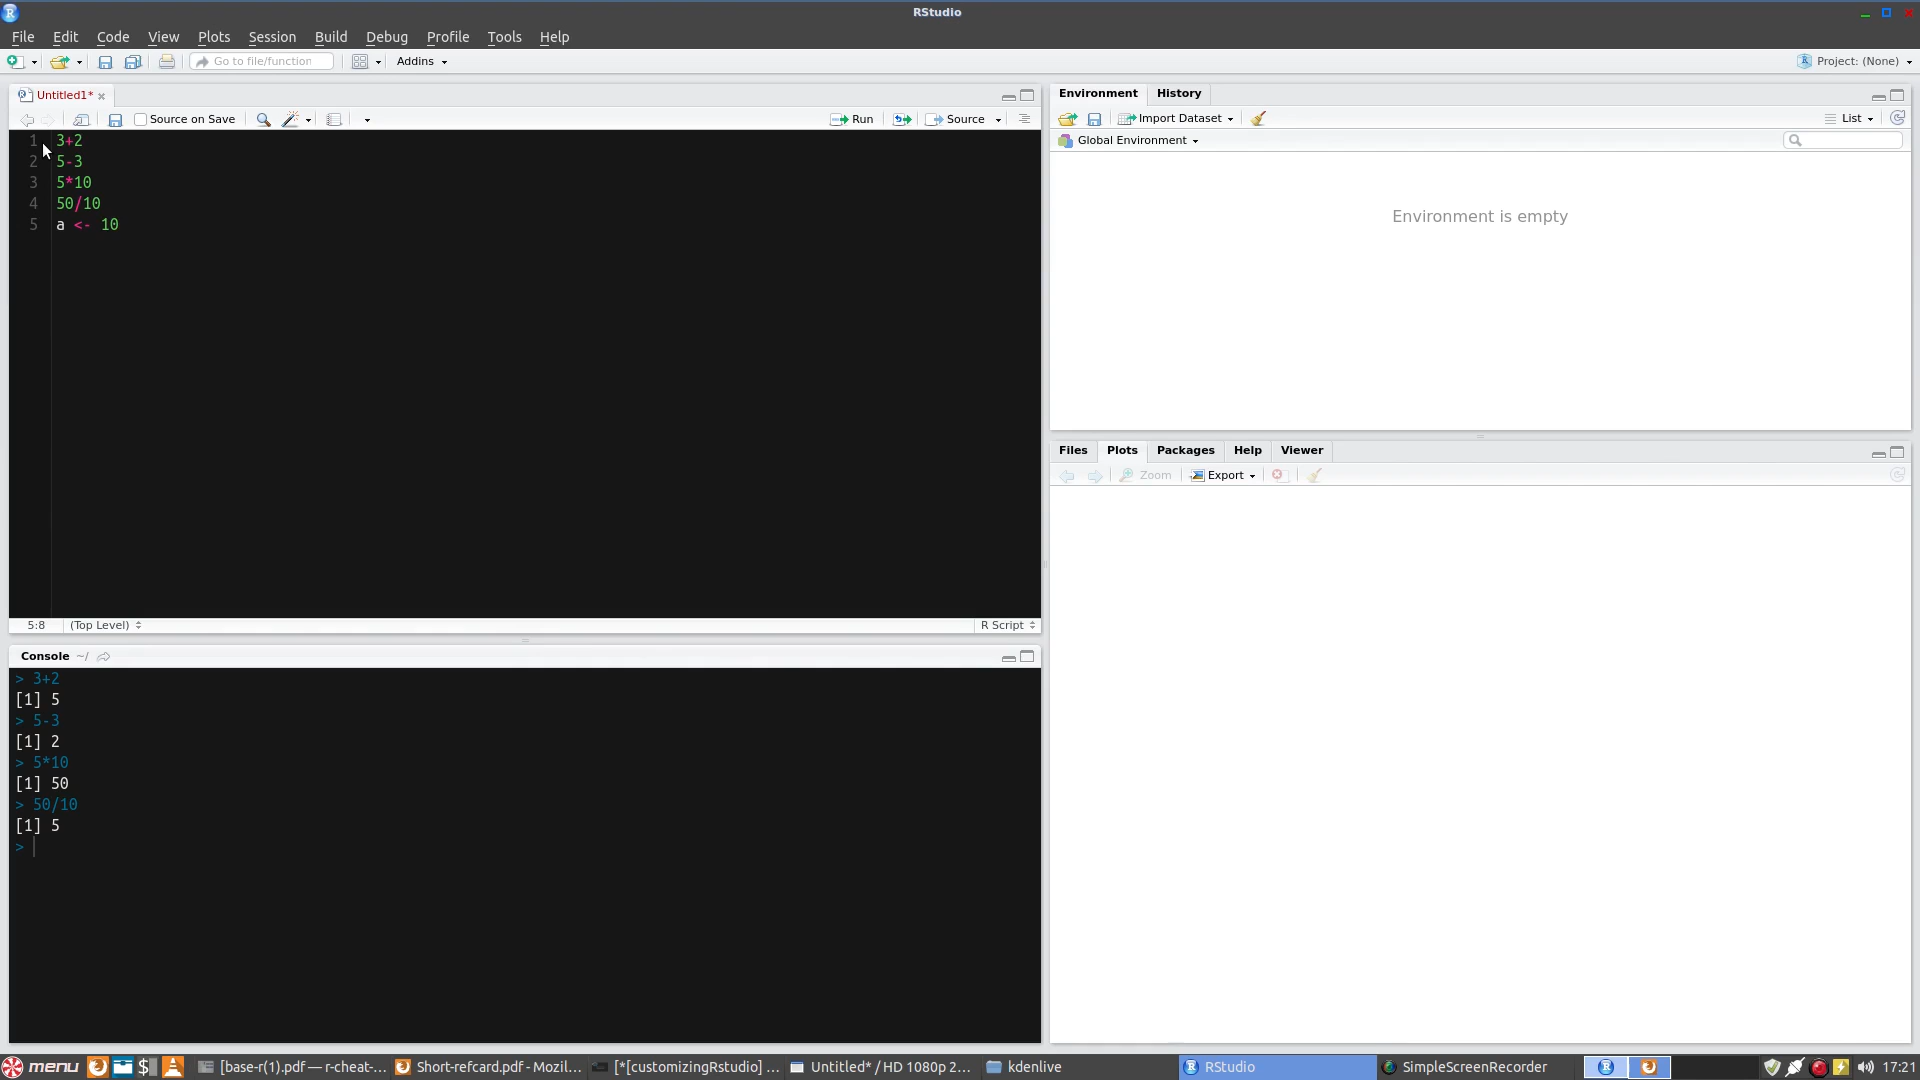 RStudio
File Edit Code View Plots Session Build Debug Profile Tools Help
Go to file/function Addins Project: (None)
Untitled1*
Source on Save Run Source
1 3+2
2 5-3
3 5*10
4 50/10
5 a <- 10
5:8 (Top Level) R Script
Console ~/
> 3+2
[1] 5
> 5-3
[1] 2
> 5*10
[1] 50
> 50/10
[1] 5
>
Environment History
Import Dataset List
Global Environment
Environment is empty
Files Plots Packages Help Viewer
Zoom Export
menu $ [base-r(1).pdf — r-cheat-... Short-refcard.pdf - Mozil... [*[customizingRstudio] ... Untitled* / HD 1080p 2... kdenlive RStudio SimpleScreenRecorder 17:21